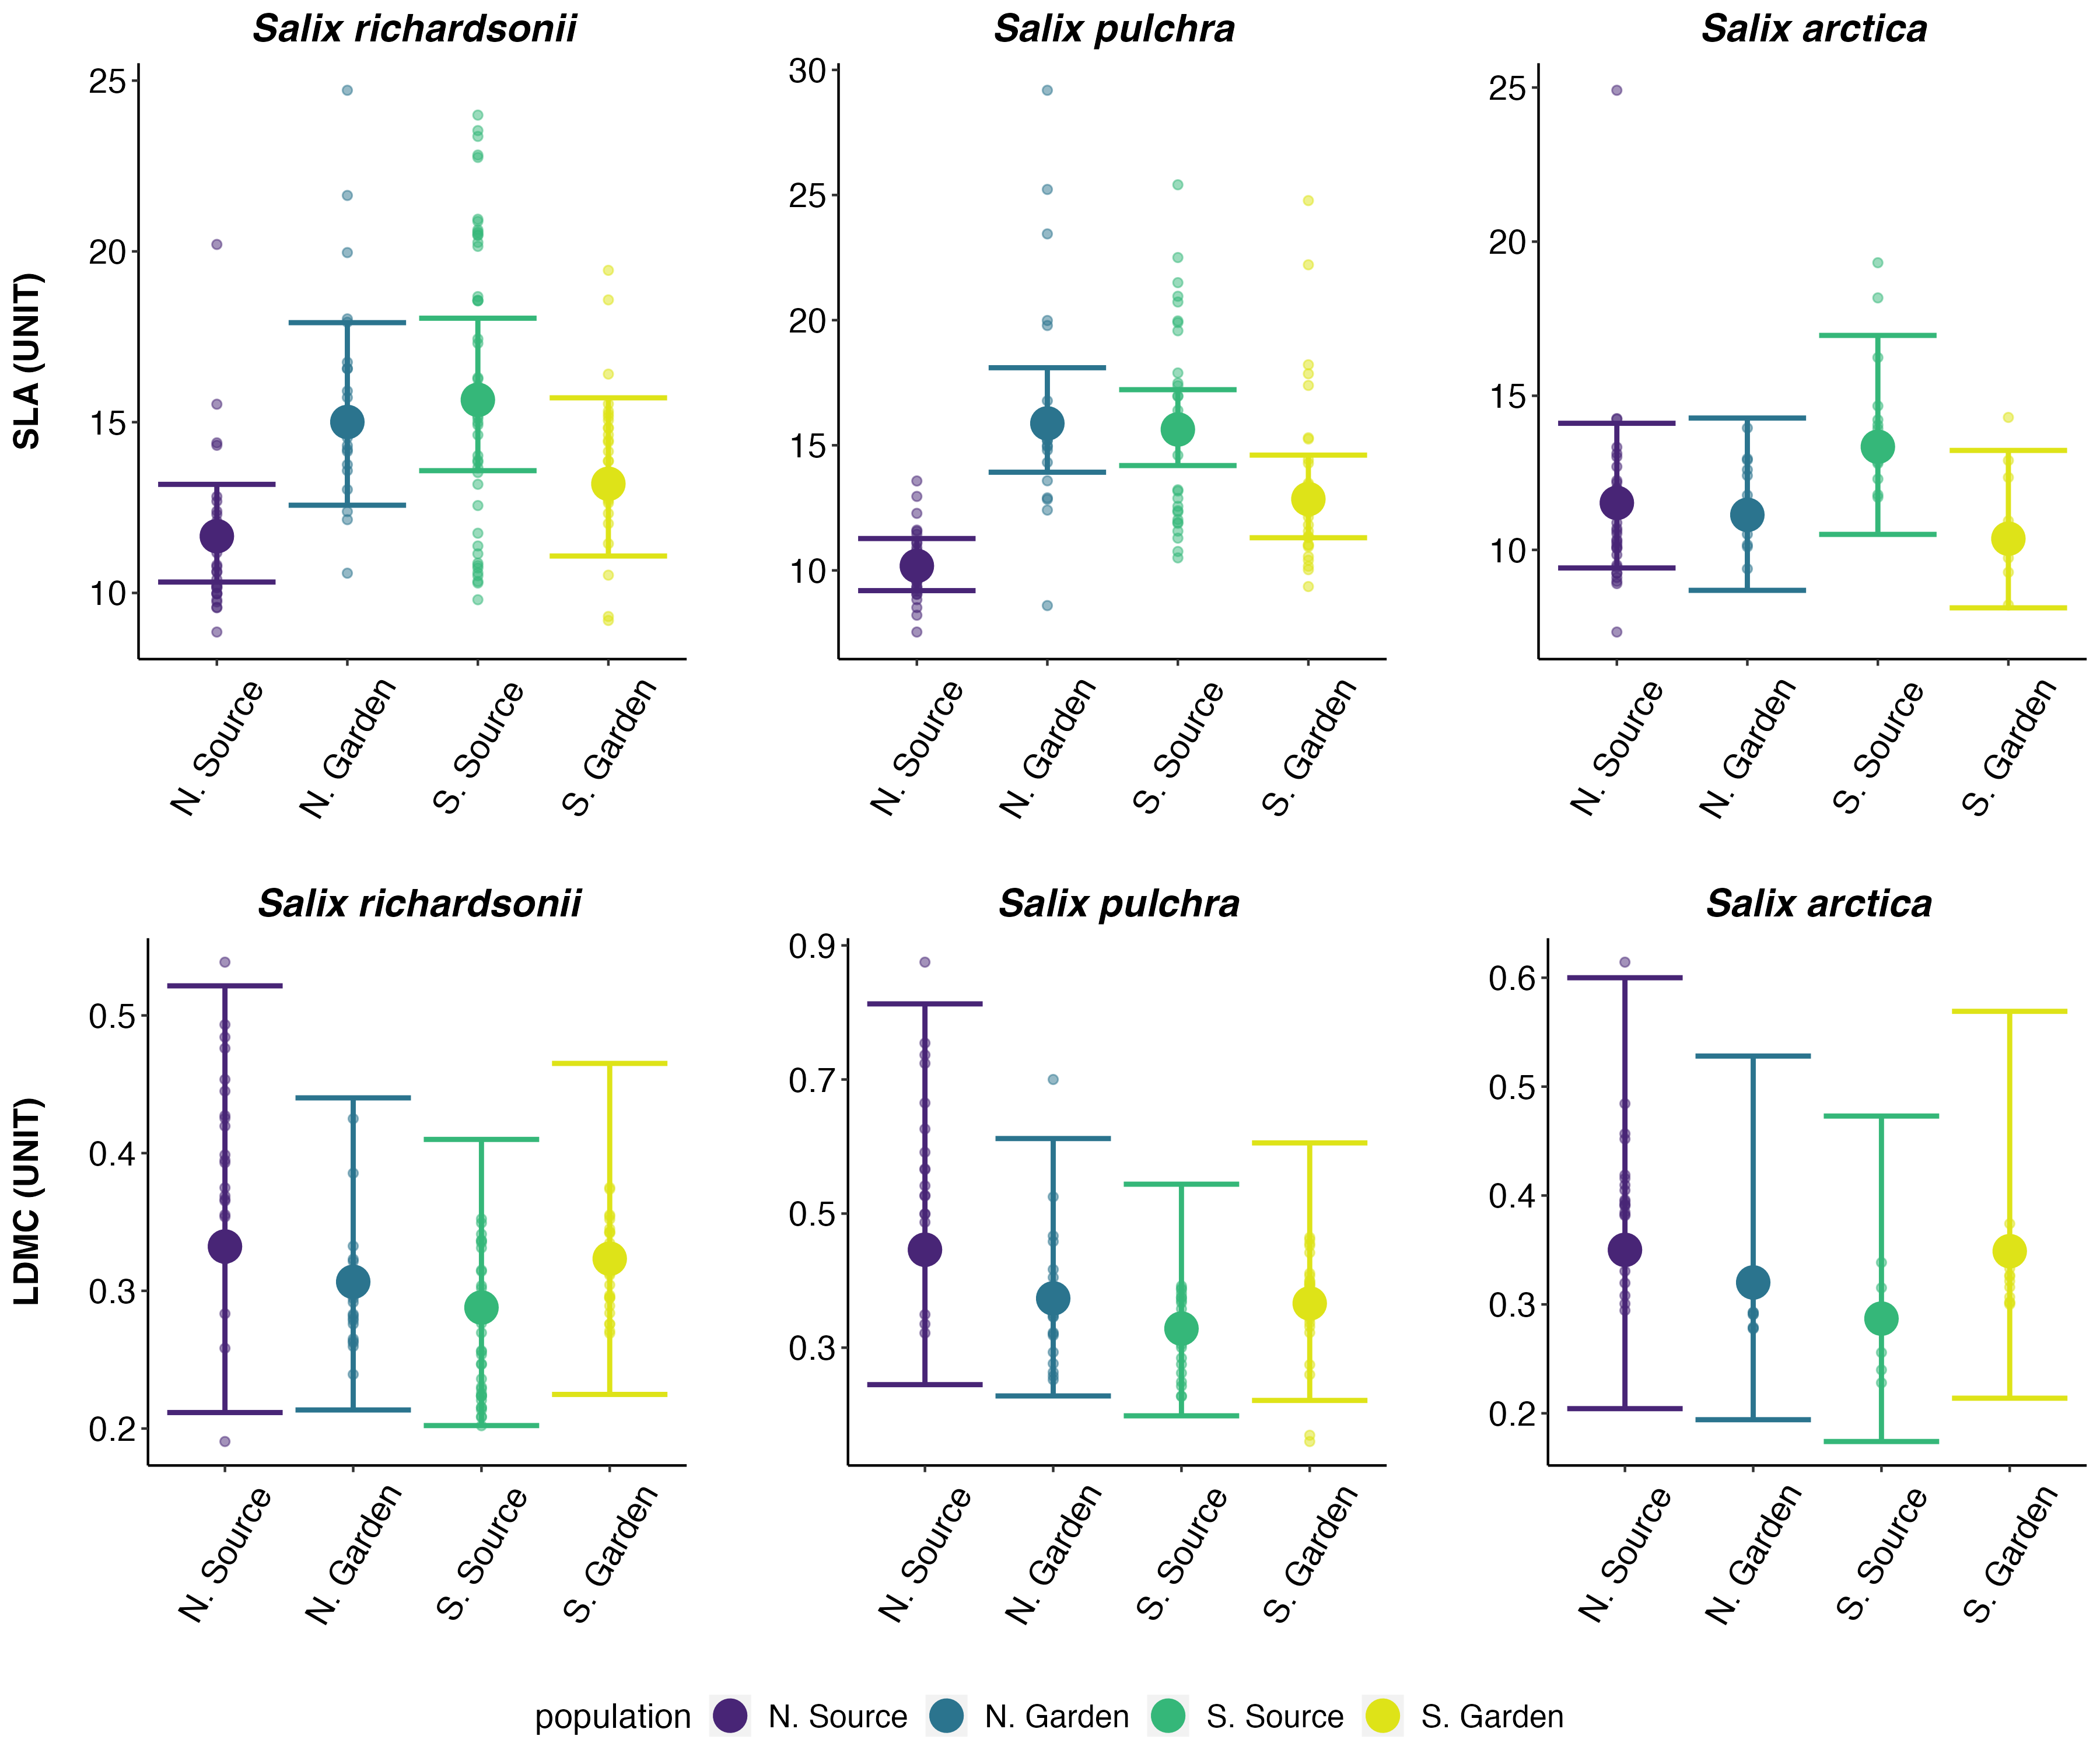 Salix richardsonii Salix pulchra Salix arctica
SLA (UNIT)
25
20
15
10
30
25
20
15
10
25
20
15
10
N. Source N. Garden S. Source S. Garden
N. Source N. Garden S. Source S. Garden
N. Source N. Garden S. Source S. Garden
Salix richardsonii Salix pulchra Salix arctica
LDMC (UNIT)
0.5
0.4
0.3
0.2
0.9
0.7
0.5
0.3
0.6
0.5
0.4
0.3
0.2
N. Source N. Garden S. Source S. Garden
N. Source N. Garden S. Source S. Garden
N. Source N. Garden S. Source S. Garden
population N. Source N. Garden S. Source S. Garden